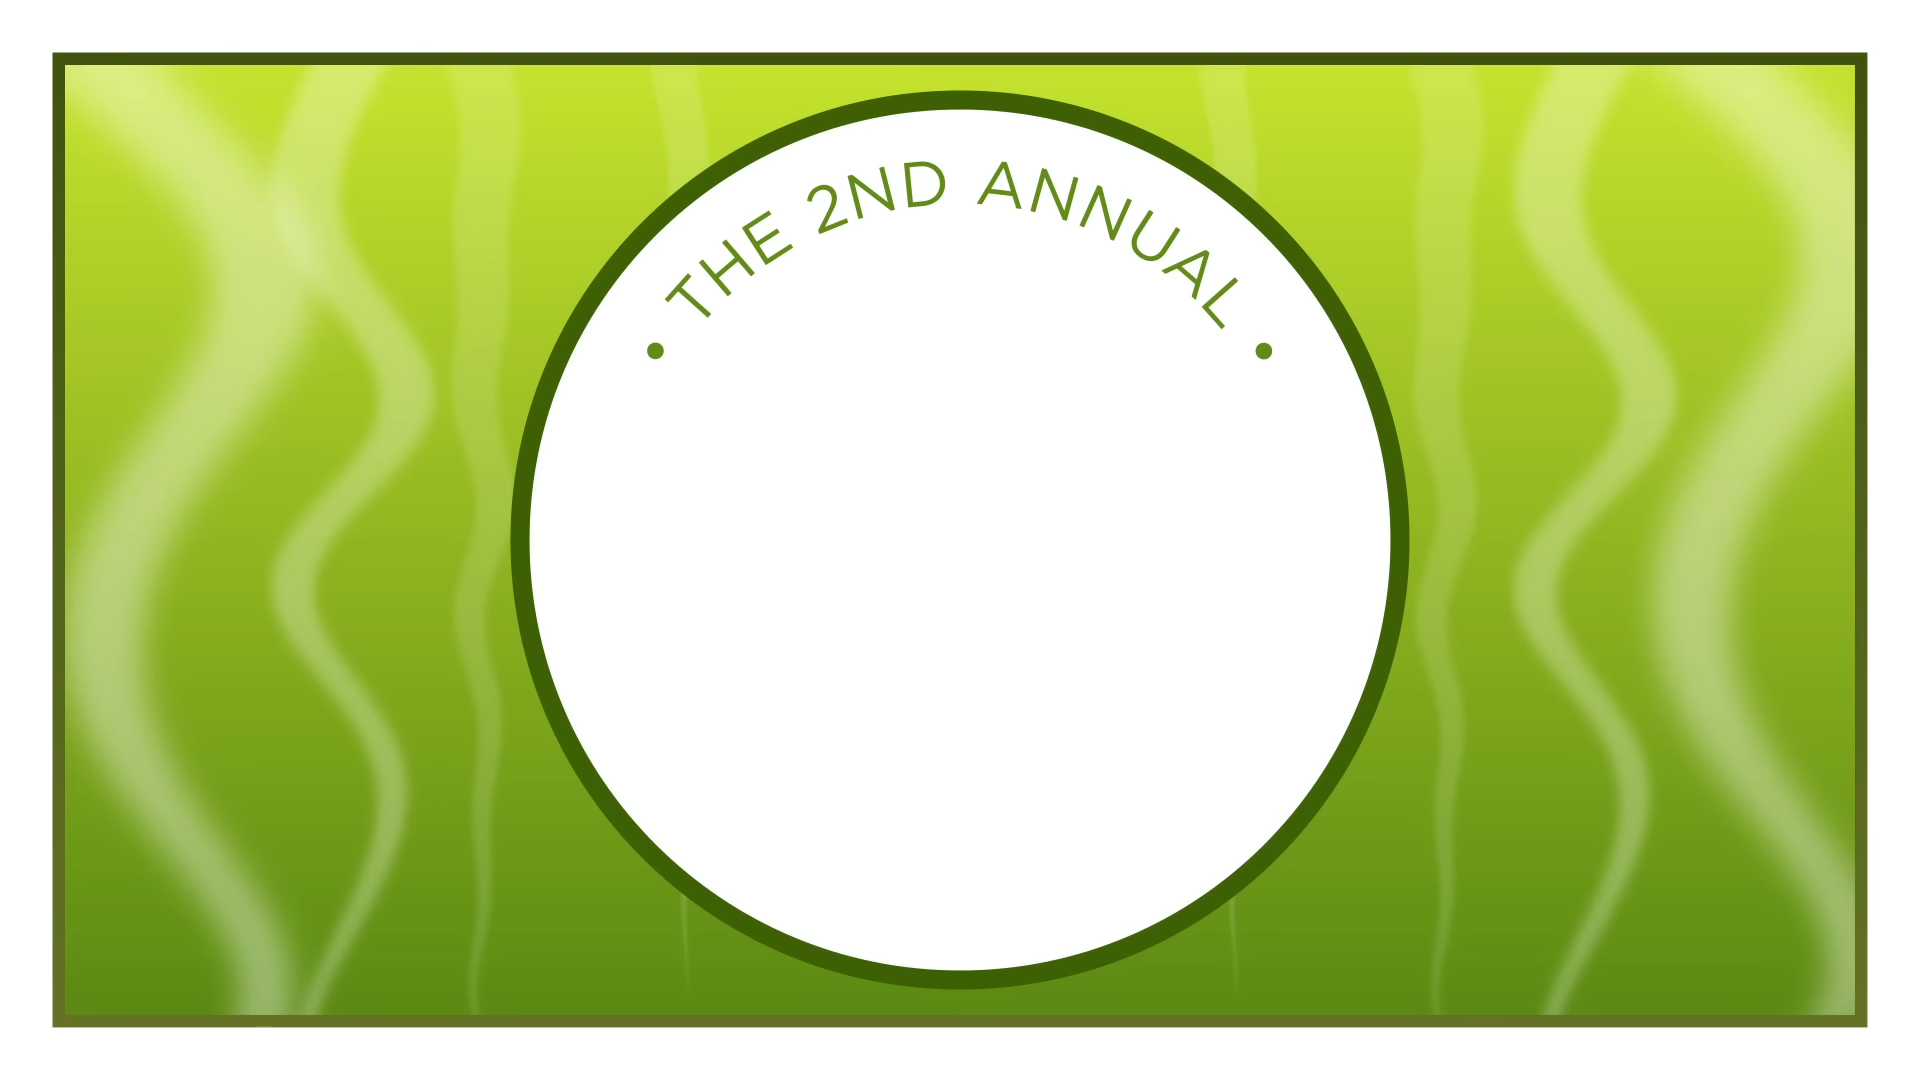 • THE 2ND ANNUAL •